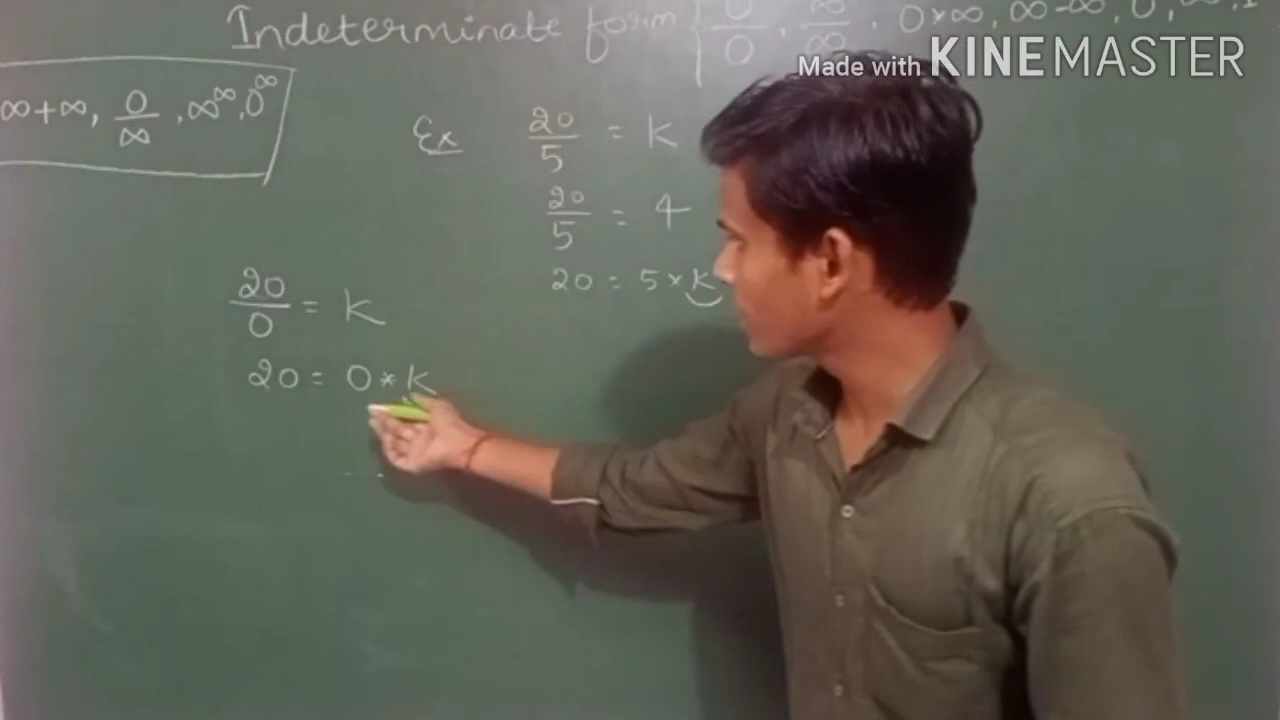 Indeterminate form { 0/0, ∞/∞, 0×∞, ∞-∞, 0
Made with KINEMASTER
∞+∞, 0/∞, ∞^∞, 0^∞
Ex 20/5 = K
20/5 = 4
20 = 5×K
20/0 = K
20 = 0×K